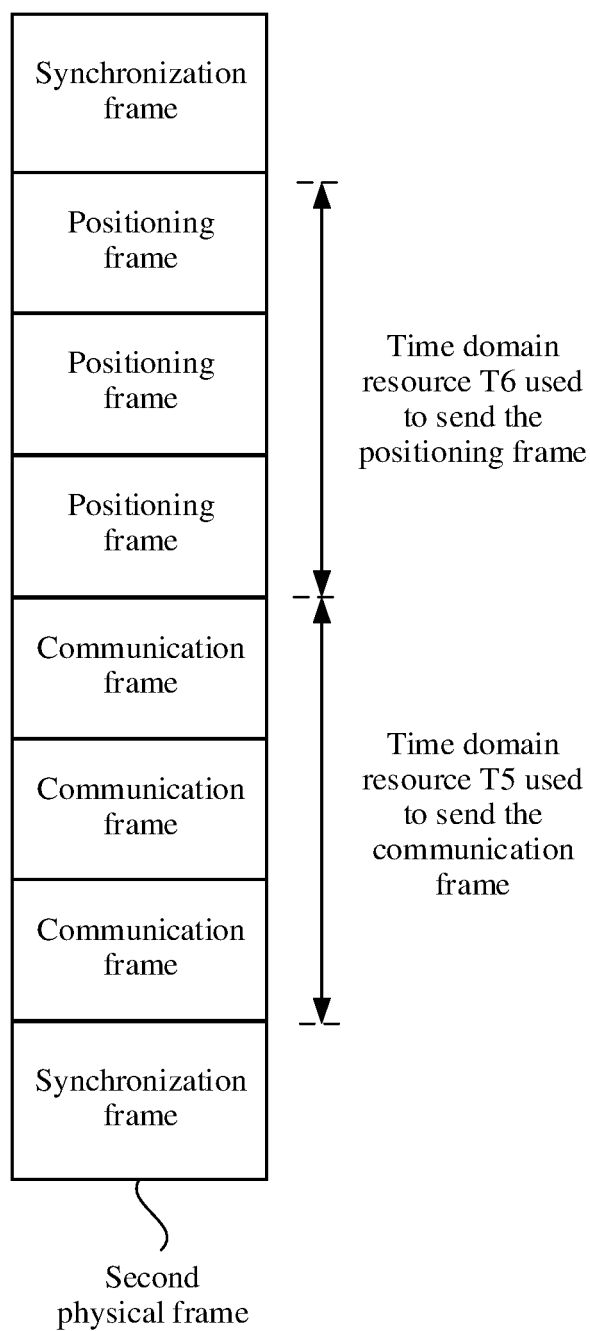 Synchronization
frame
Positioning
frame
Positioning
frame
Positioning
frame
Time domain
resource T6 used
to send the
positioning frame
Communication
frame
Communication
frame
Communication
frame
Time domain
resource T5 used
to send the
communication
frame
Synchronization
frame
Second
physical frame